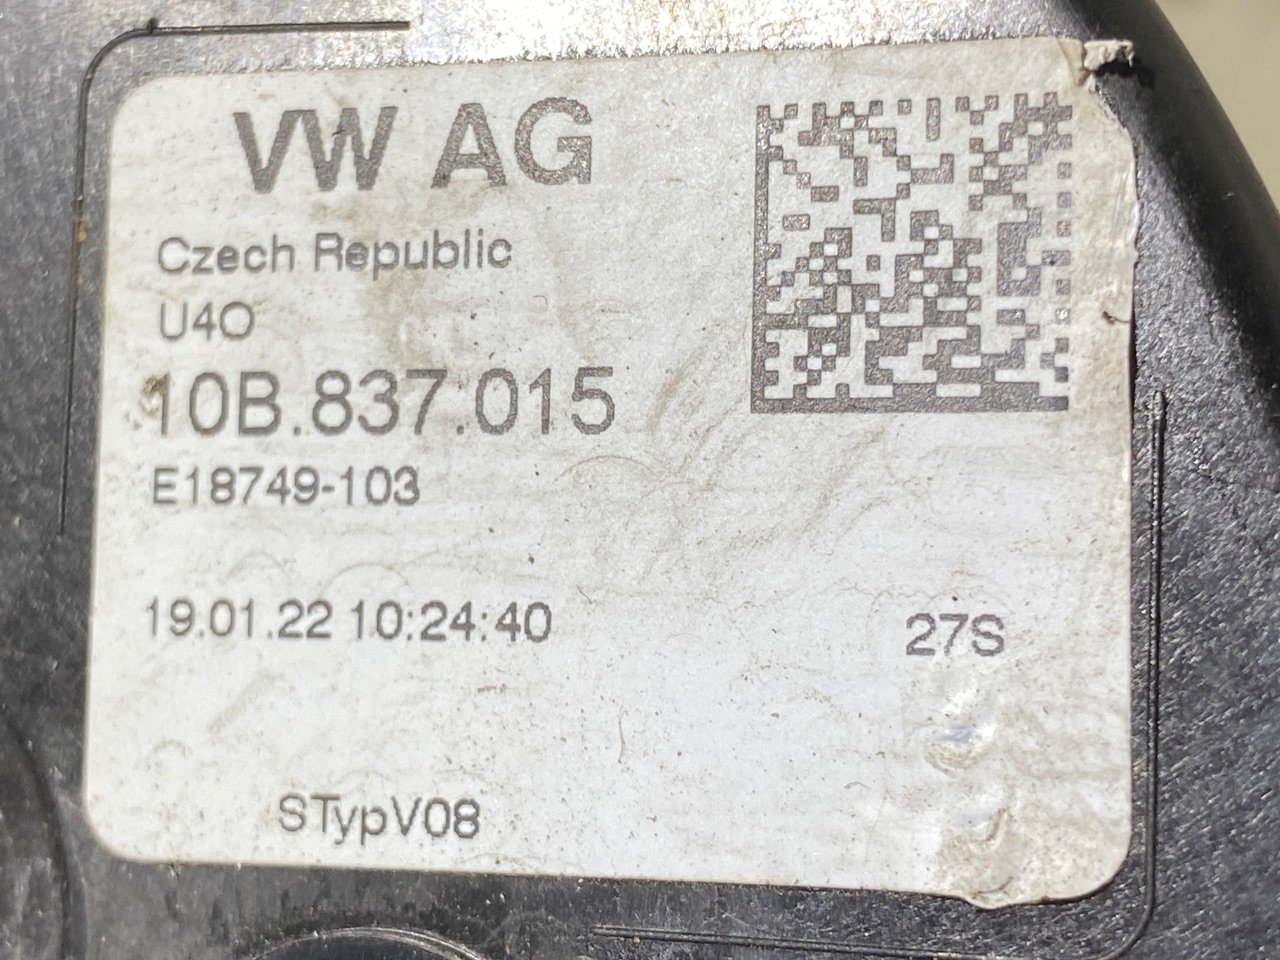 VW AG
Czech Republic
U4O
10B.837.015
E18749-103
19.01.22 10:24:40
27S
STypV08